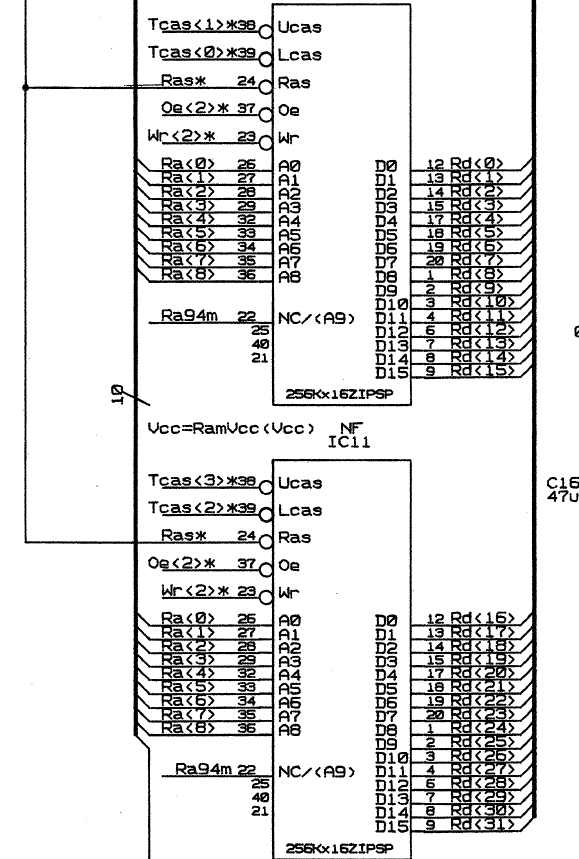 Tcas<1>*38 Ucas
Tcas<0>*39 Lcas
Ras* 24 Ras
Oe<2>* 37 Oe
Wr<2>* 23 Wr
Ra<0> 26 A0 D0 12 Rd<0>
Ra<1> 27 A1 D1 13 Rd<1>
Ra<2> 28 A2 D2 14 Rd<2>
Ra<3> 29 A3 D3 15 Rd<3>
Ra<4> 32 A4 D4 17 Rd<4>
Ra<5> 33 A5 D5 18 Rd<5>
Ra<6> 34 A6 D6 19 Rd<6>
Ra<7> 35 A7 D7 20 Rd<7>
Ra<8> 36 A8 D8 1 Rd<8>
D9 2 Rd<9>
D10 3 Rd<10>
Ra94m 22 NC/(A9) D11 4 Rd<11>
25 D12 6 Rd<12>
40 D13 7 Rd<13>
21 D14 8 Rd<14>
D15 9 Rd<15>
256Kx16ZIPSP
10
Vcc=RamVcc(Vcc) NF
IC11
Tcas<3>*38 Ucas
C16
47u
Tcas<2>*39 Lcas
Ras* 24 Ras
Oe<2>* 37 Oe
Wr<2>* 23 Wr
Ra<0> 26 A0 D0 12 Rd<16>
Ra<1> 27 A1 D1 13 Rd<17>
Ra<2> 28 A2 D2 14 Rd<18>
Ra<3> 29 A3 D3 15 Rd<19>
Ra<4> 32 A4 D4 17 Rd<20>
Ra<5> 33 A5 D5 18 Rd<21>
Ra<6> 34 A6 D6 19 Rd<22>
Ra<7> 35 A7 D7 20 Rd<23>
Ra<8> 36 A8 D8 1 Rd<24>
D9 2 Rd<25>
D10 3 Rd<26>
Ra94m 22 NC/(A9) D11 4 Rd<27>
25 D12 6 Rd<28>
40 D13 7 Rd<29>
21 D14 8 Rd<30>
D15 9 Rd<31>
256Kx16ZIPSP